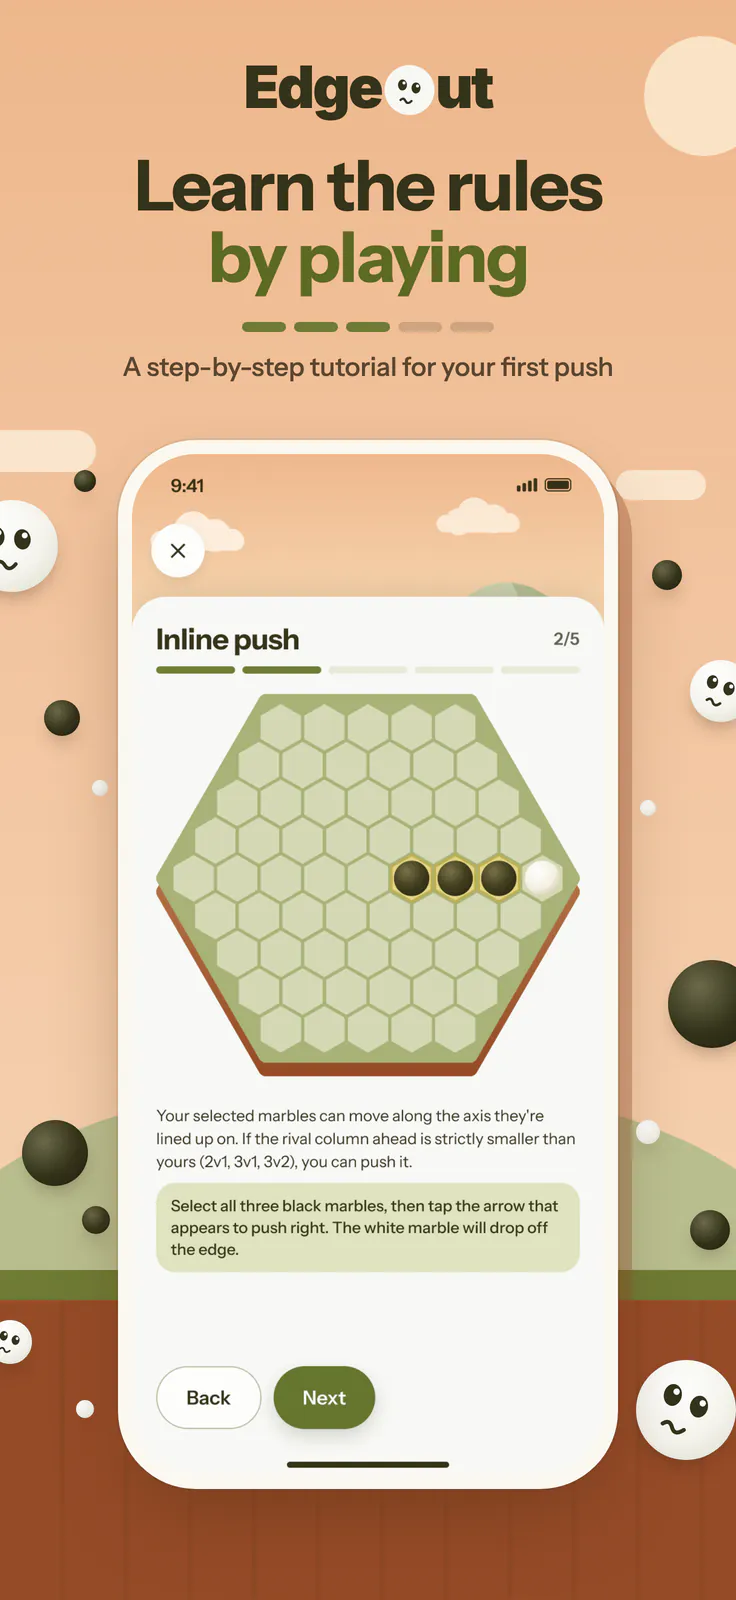 Edgeout
Learn the rules
by playing
A step-by-step tutorial for your first push
9:41
Inline push
2/5
Your selected marbles can move along the axis they're
lined up on. If the rival column ahead is strictly smaller than
yours (2v1, 3v1, 3v2), you can push it.
Select all three black marbles, then tap the arrow that
appears to push right. The white marble will drop off
the edge.
Back
Next